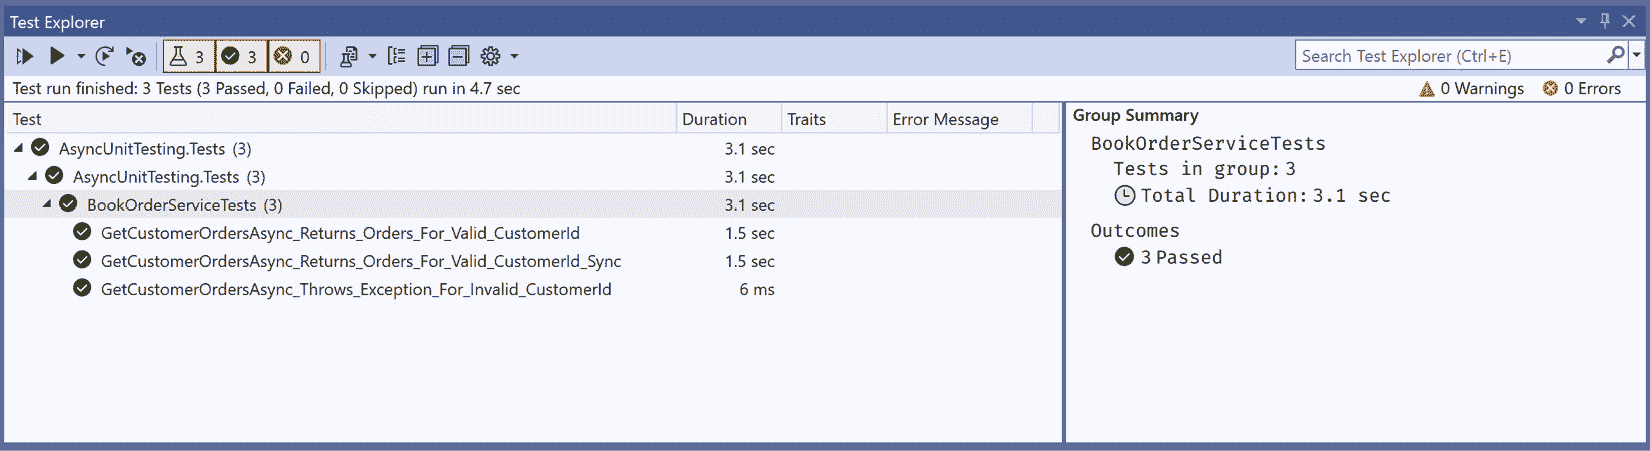 Test Explorer
3 3 0
Search Test Explorer (Ctrl+E)
Test run finished: 3 Tests (3 Passed, 0 Failed, 0 Skipped) run in 4.7 sec
0 Warnings 0 Errors
Test Duration Traits Error Message
AsyncUnitTesting.Tests (3) 3.1 sec
AsyncUnitTesting.Tests (3) 3.1 sec
BookOrderServiceTests (3) 3.1 sec
GetCustomerOrdersAsync_Returns_Orders_For_Valid_CustomerId 1.5 sec
GetCustomerOrdersAsync_Returns_Orders_For_Valid_CustomerId_Sync 1.5 sec
GetCustomerOrdersAsync_Throws_Exception_For_Invalid_CustomerId 6 ms
Group Summary
BookOrderServiceTests
Tests in group: 3
Total Duration: 3.1 sec
Outcomes
3 Passed